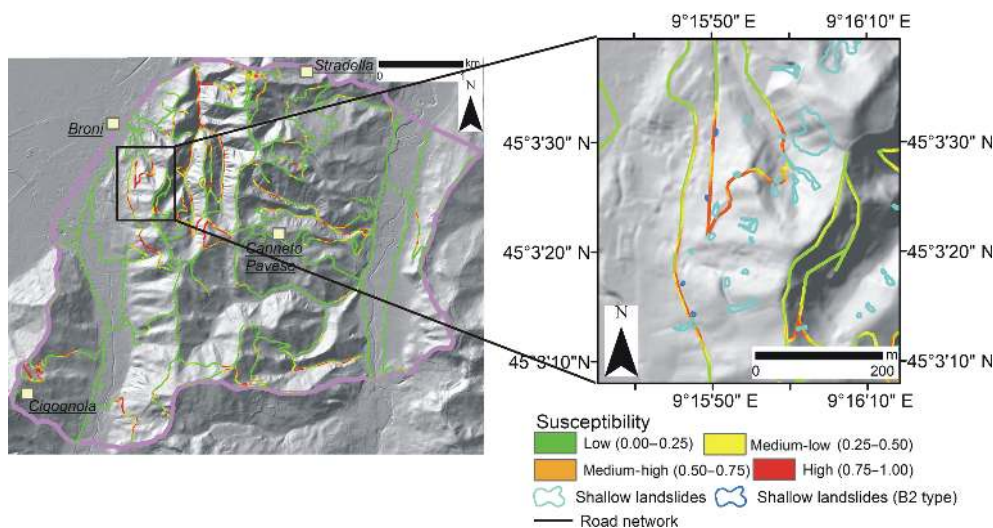 Stradella
km
0
N
Broni
Canneto
Pavese
Cigognola
9°15'50" E 9°16'10" E
45°3'30" N 45°3'30" N
45°3'20" N 45°3'20" N
N
m
0 200
45°3'10" N 45°3'10" N
9°15'50" E 9°16'10" E
Susceptibility
Low (0.00–0.25) Medium-low (0.25–0.50)
Medium-high (0.50–0.75) High (0.75–1.00)
Shallow landslides Shallow landslides (B2 type)
Road network